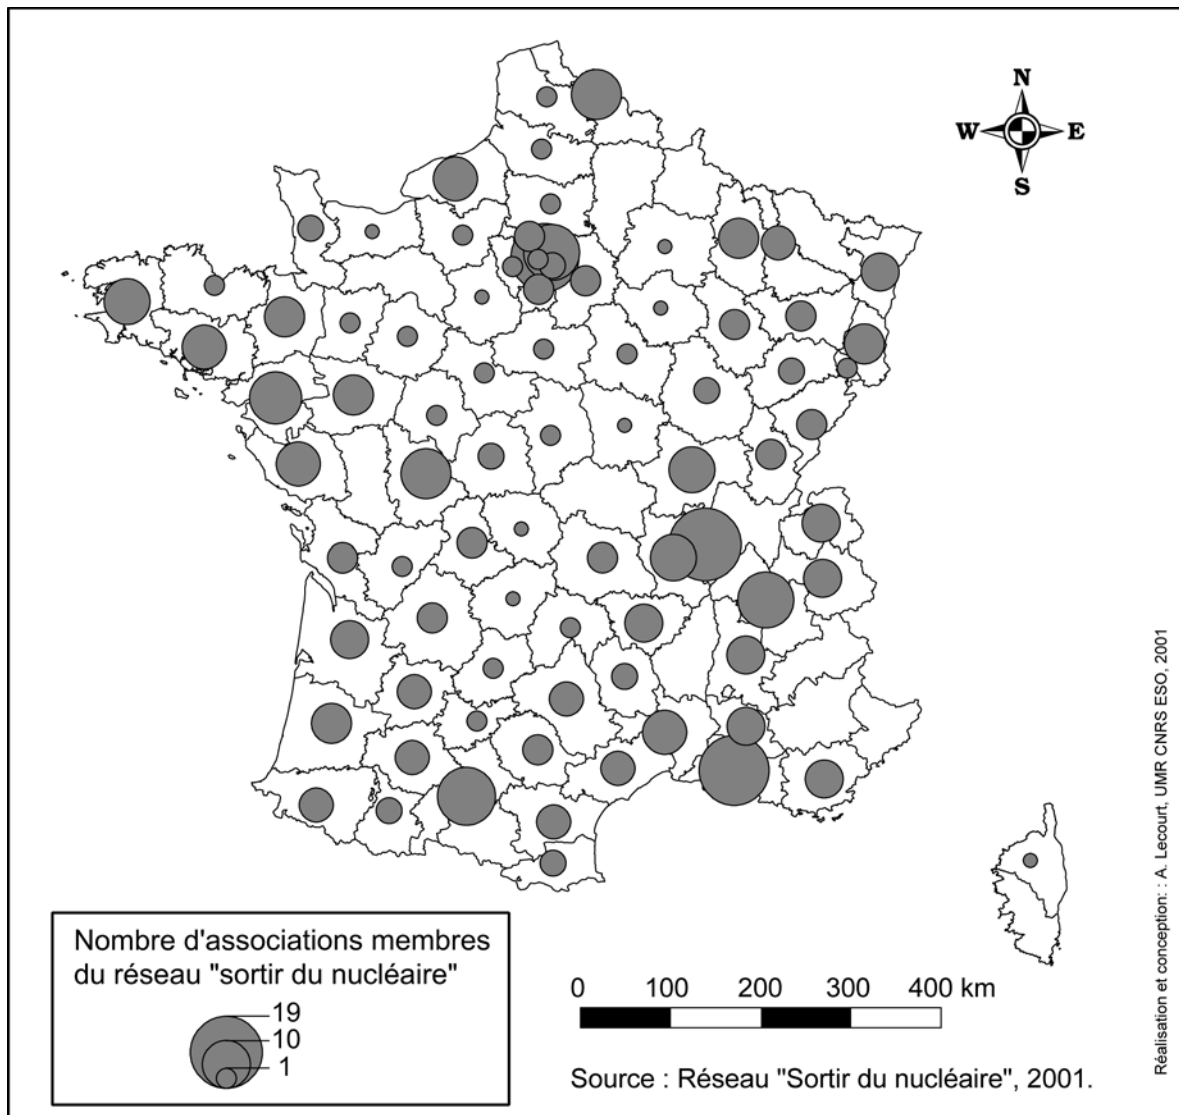 N
W E
S
Nombre d'associations membres
du réseau "sortir du nucléaire"
19
10
1
0 100 200 300 400 km
Source : Réseau "Sortir du nucléaire", 2001.
Réalisation et conception: : A. Lecourt, UMR CNRS ESO, 2001